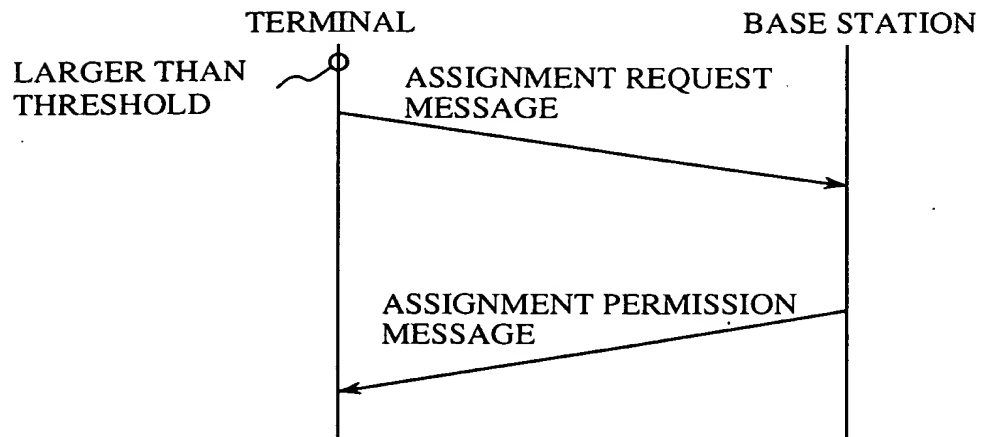 TERMINAL
BASE STATION
LARGER THAN
THRESHOLD
ASSIGNMENT REQUEST
MESSAGE
ASSIGNMENT PERMISSION
MESSAGE